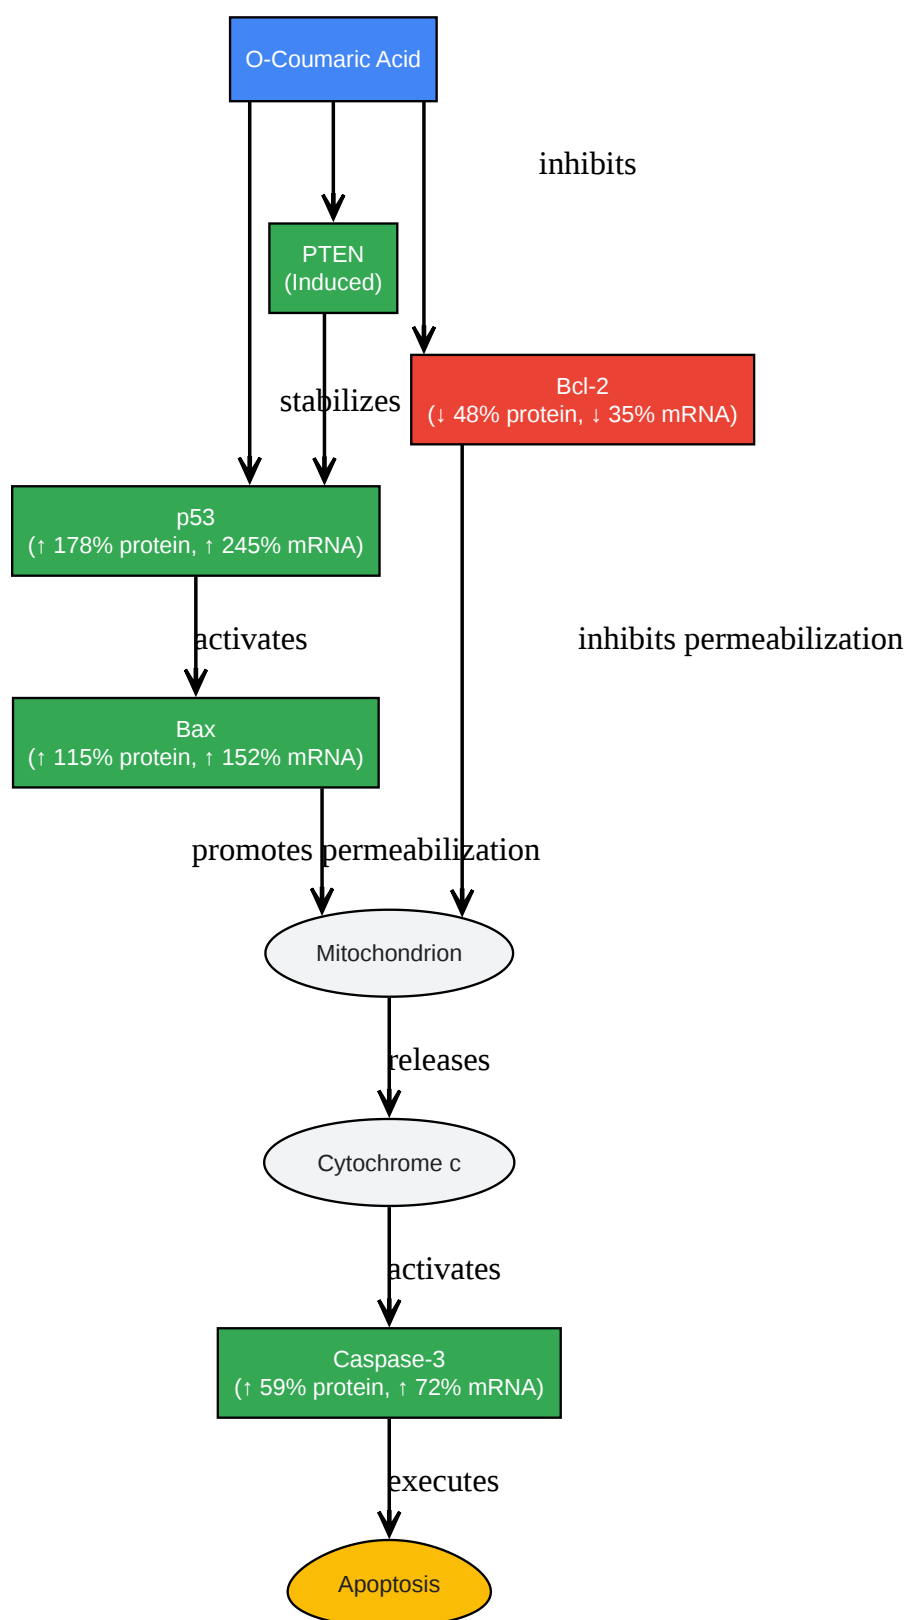 O-Coumaric Acid
inhibits
PTEN
(Induced)
stabilizes
Bcl-2
(↓ 48% protein, ↓ 35% mRNA)
p53
(↑ 178% protein, ↑ 245% mRNA)
activates
inhibits permeabilization
Bax
(↑ 115% protein, ↑ 152% mRNA)
promotes permeabilization
Mitochondrion
releases
Cytochrome c
activates
Caspase-3
(↑ 59% protein, ↑ 72% mRNA)
executes
Apoptosis